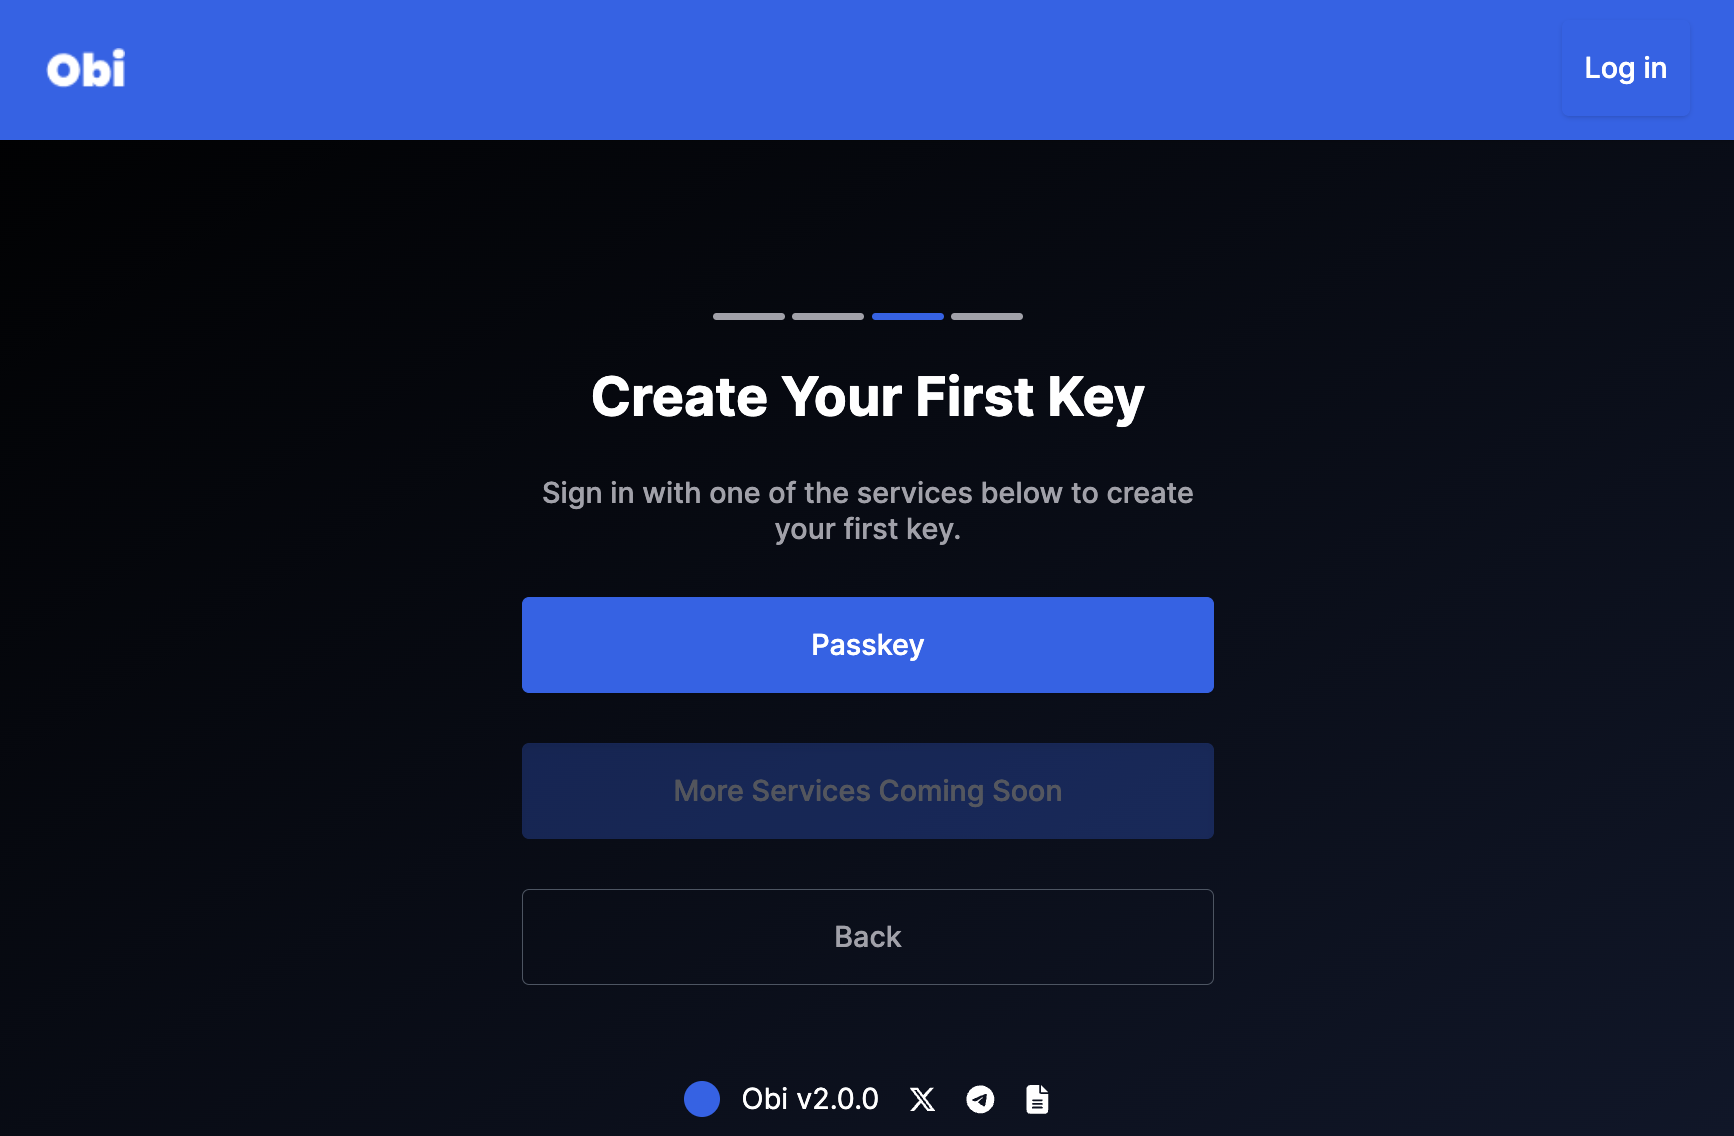 Obi
Log in
Create Your First Key
Sign in with one of the services below to create
your first key.
Passkey
More Services Coming Soon
Back
Obi v2.0.0